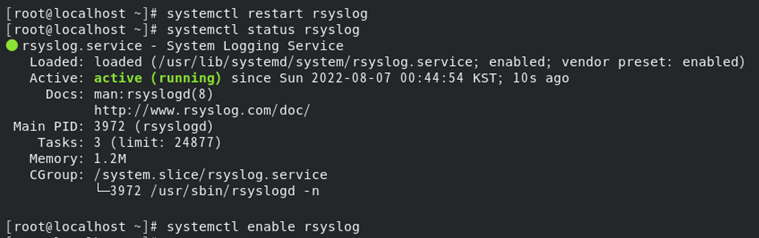 [root@localhost ~]# systemctl restart rsyslog
[root@localhost ~]# systemctl status rsyslog
● rsyslog.service - System Logging Service
   Loaded: loaded (/usr/lib/systemd/system/rsyslog.service; enabled; vendor preset: enabled)
   Active: active (running) since Sun 2022-08-07 00:44:54 KST; 10s ago
     Docs: man:rsyslogd(8)
           http://www.rsyslog.com/doc/
 Main PID: 3972 (rsyslogd)
    Tasks: 3 (limit: 24877)
   Memory: 1.2M
   CGroup: /system.slice/rsyslog.service
           └─3972 /usr/sbin/rsyslogd -n
[root@localhost ~]# systemctl enable rsyslog